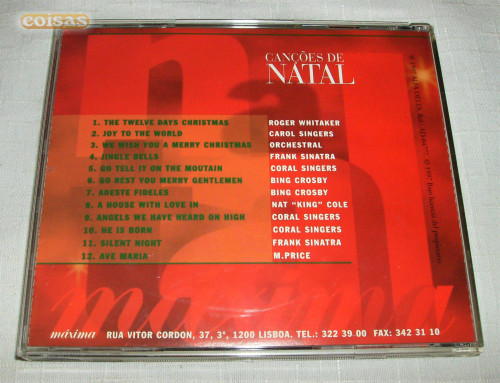 coisas
CANÇÕES DE
NATAL
1. THE TWELVE DAYS CHRISTMAS ROGER WHITAKER
2. JOY TO THE WORLD CAROL SINGERS
3. WE WISH YOU A MERRY CHRISTMAS ORCHESTRAL
4. JINGLE BELLS FRANK SINATRA
5. GO TELL IT ON THE MOUTAIN CORAL SINGERS
6. GO REST YOU MERRY GENTLEMEN BING CROSBY
7. ADESTE FIDELES BING CROSBY
8. A HOUSE WITH LOVE IN NAT "KING" COLE
9. ANGELS WE HAVE HEARD ON HIGH CORAL SINGERS
10. HE IS BORN CORAL SINGERS
11. SILENT NIGHT FRANK SINATRA
12. AVE MARIA M.PRICE
máxima
máxima RUA VITOR CORDON, 37, 3º, 1200 LISBOA. TEL.: 322 39 00 FAX: 342 31 10